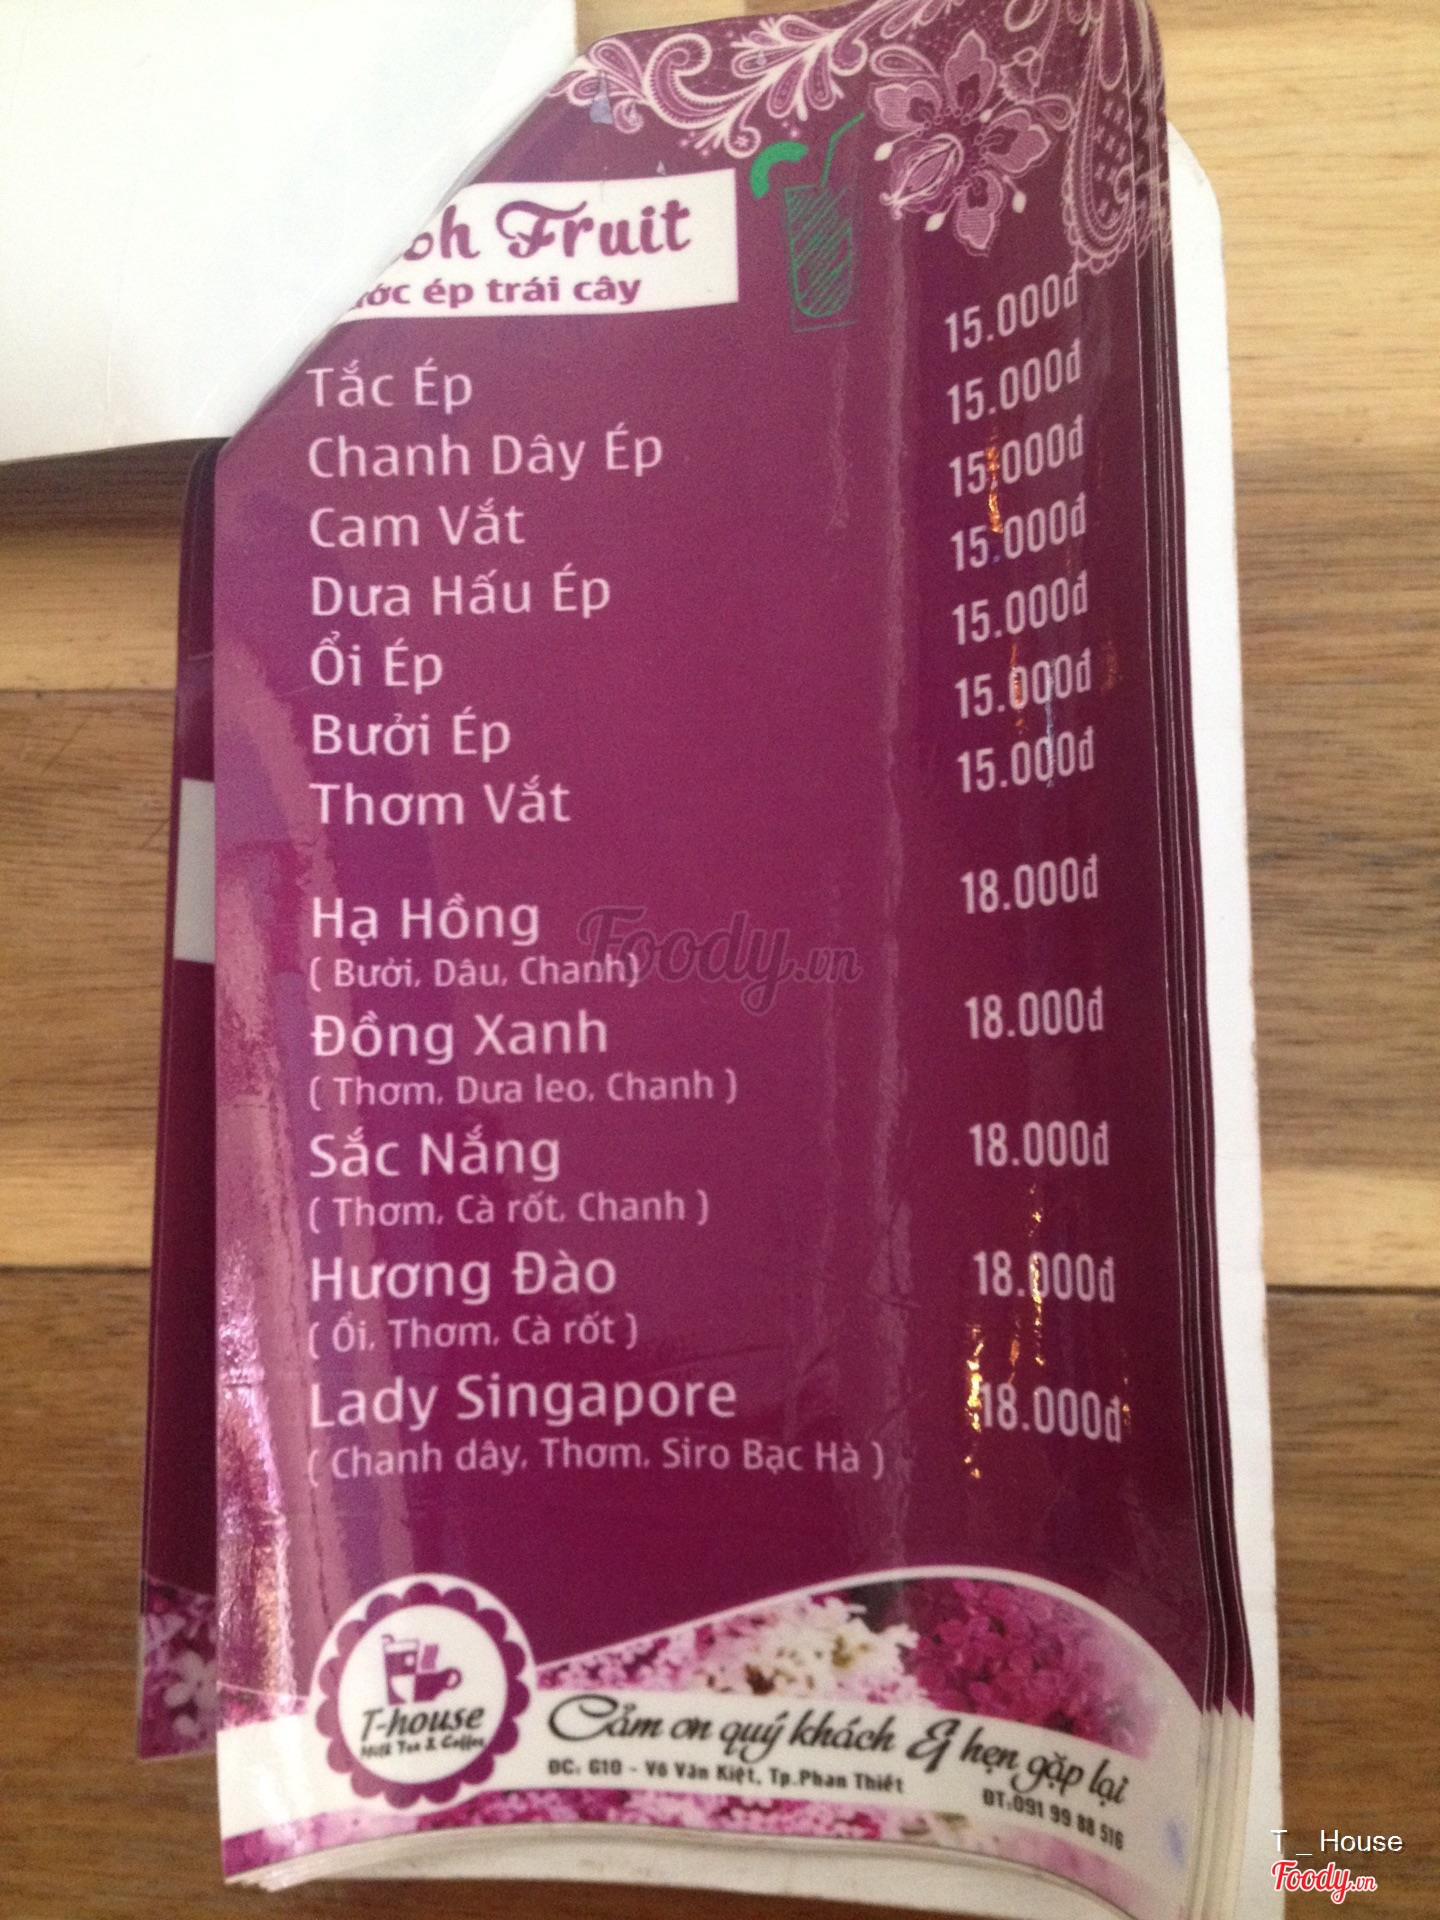 Fruit
ép trái cây
Tắc Ép 15.000đ
Chanh Dây Ép 15.000đ
Cam Vắt 15.000đ
Dưa Hấu Ép 15.000đ
Ổi Ép 15.000đ
Bưởi Ép 15.000đ
Thơm Vắt 15.000đ
Hạ Hồng 18.000đ
( Bưởi, Dâu, Chanh)
Foody.vn
Đồng Xanh 18.000đ
( Thơm, Dưa leo, Chanh )
Sắc Nắng 18.000đ
( Thơm, Cà rốt, Chanh )
Hương Đào 18.000đ
( Ổi, Thơm, Cà rốt )
Lady Singapore 18.000đ
( Chanh dây, Thơm, Siro Bạc Hà )
T-house
Milk Tea & Coffee
Cảm ơn quý khách & hẹn gặp lại
ĐC: G10 - Võ Văn Kiệt, Tp.Phan Thiết
ĐT:091 99 88 516
T _ House
Foody.vn